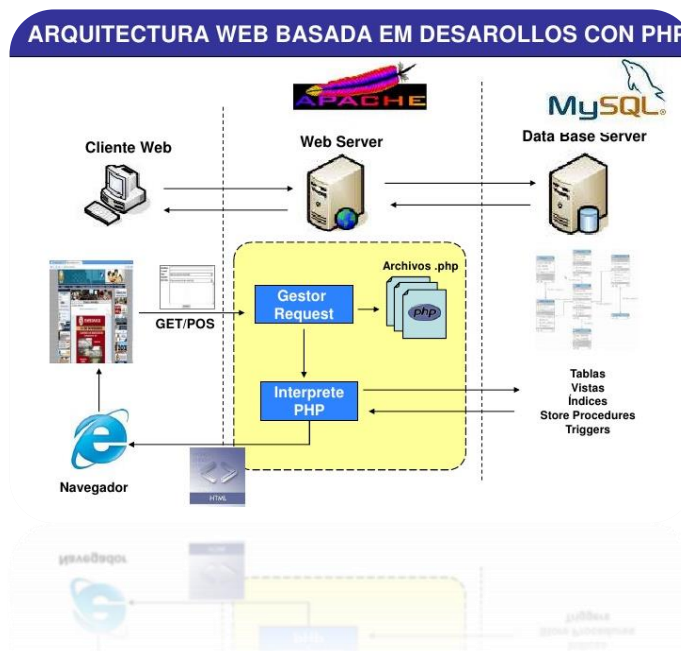 ARQUITECTURA WEB BASADA EM DESAROLLOS CON PHP
APACHE
MySQL®
Cliente Web
Web Server
Data Base Server
GET/POS
Gestor
Request
Archivos .php
php
Interprete
PHP
Tablas
Vistas
Índices
Store Procedures
Triggers
Navegador
HTML